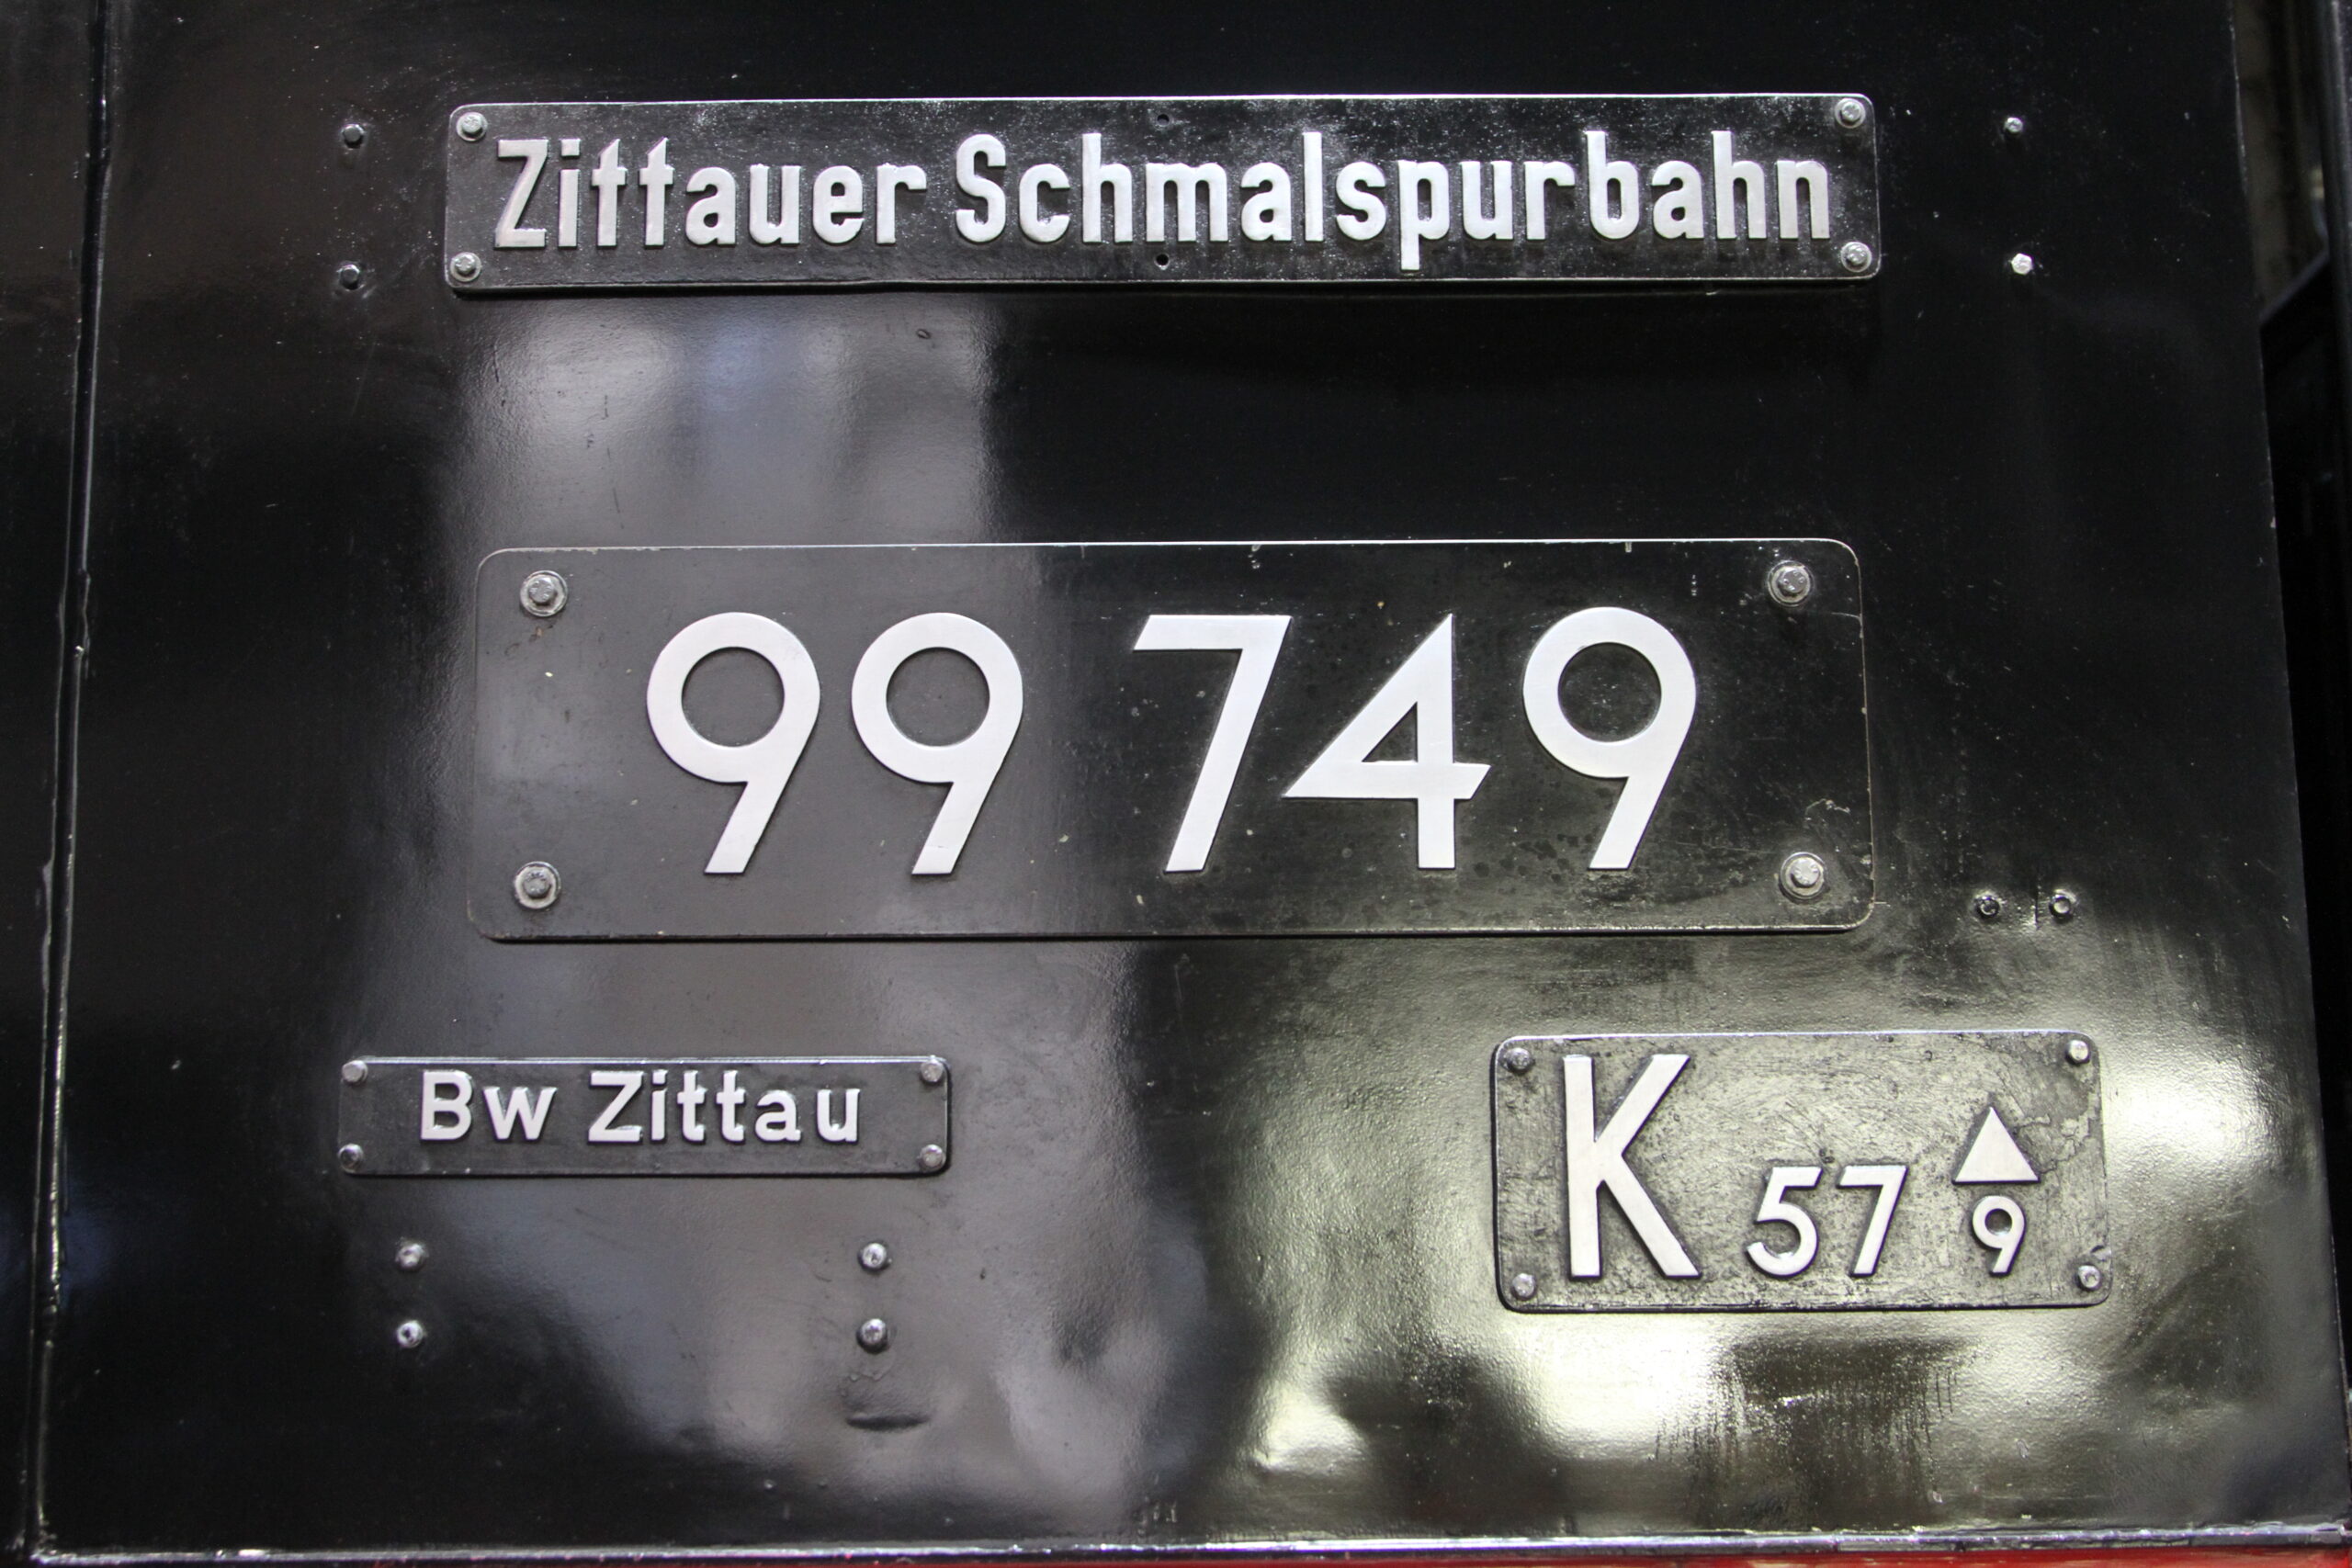 Zittauer Schmalspurbahn
99 749
Bw Zittau
K 57 9